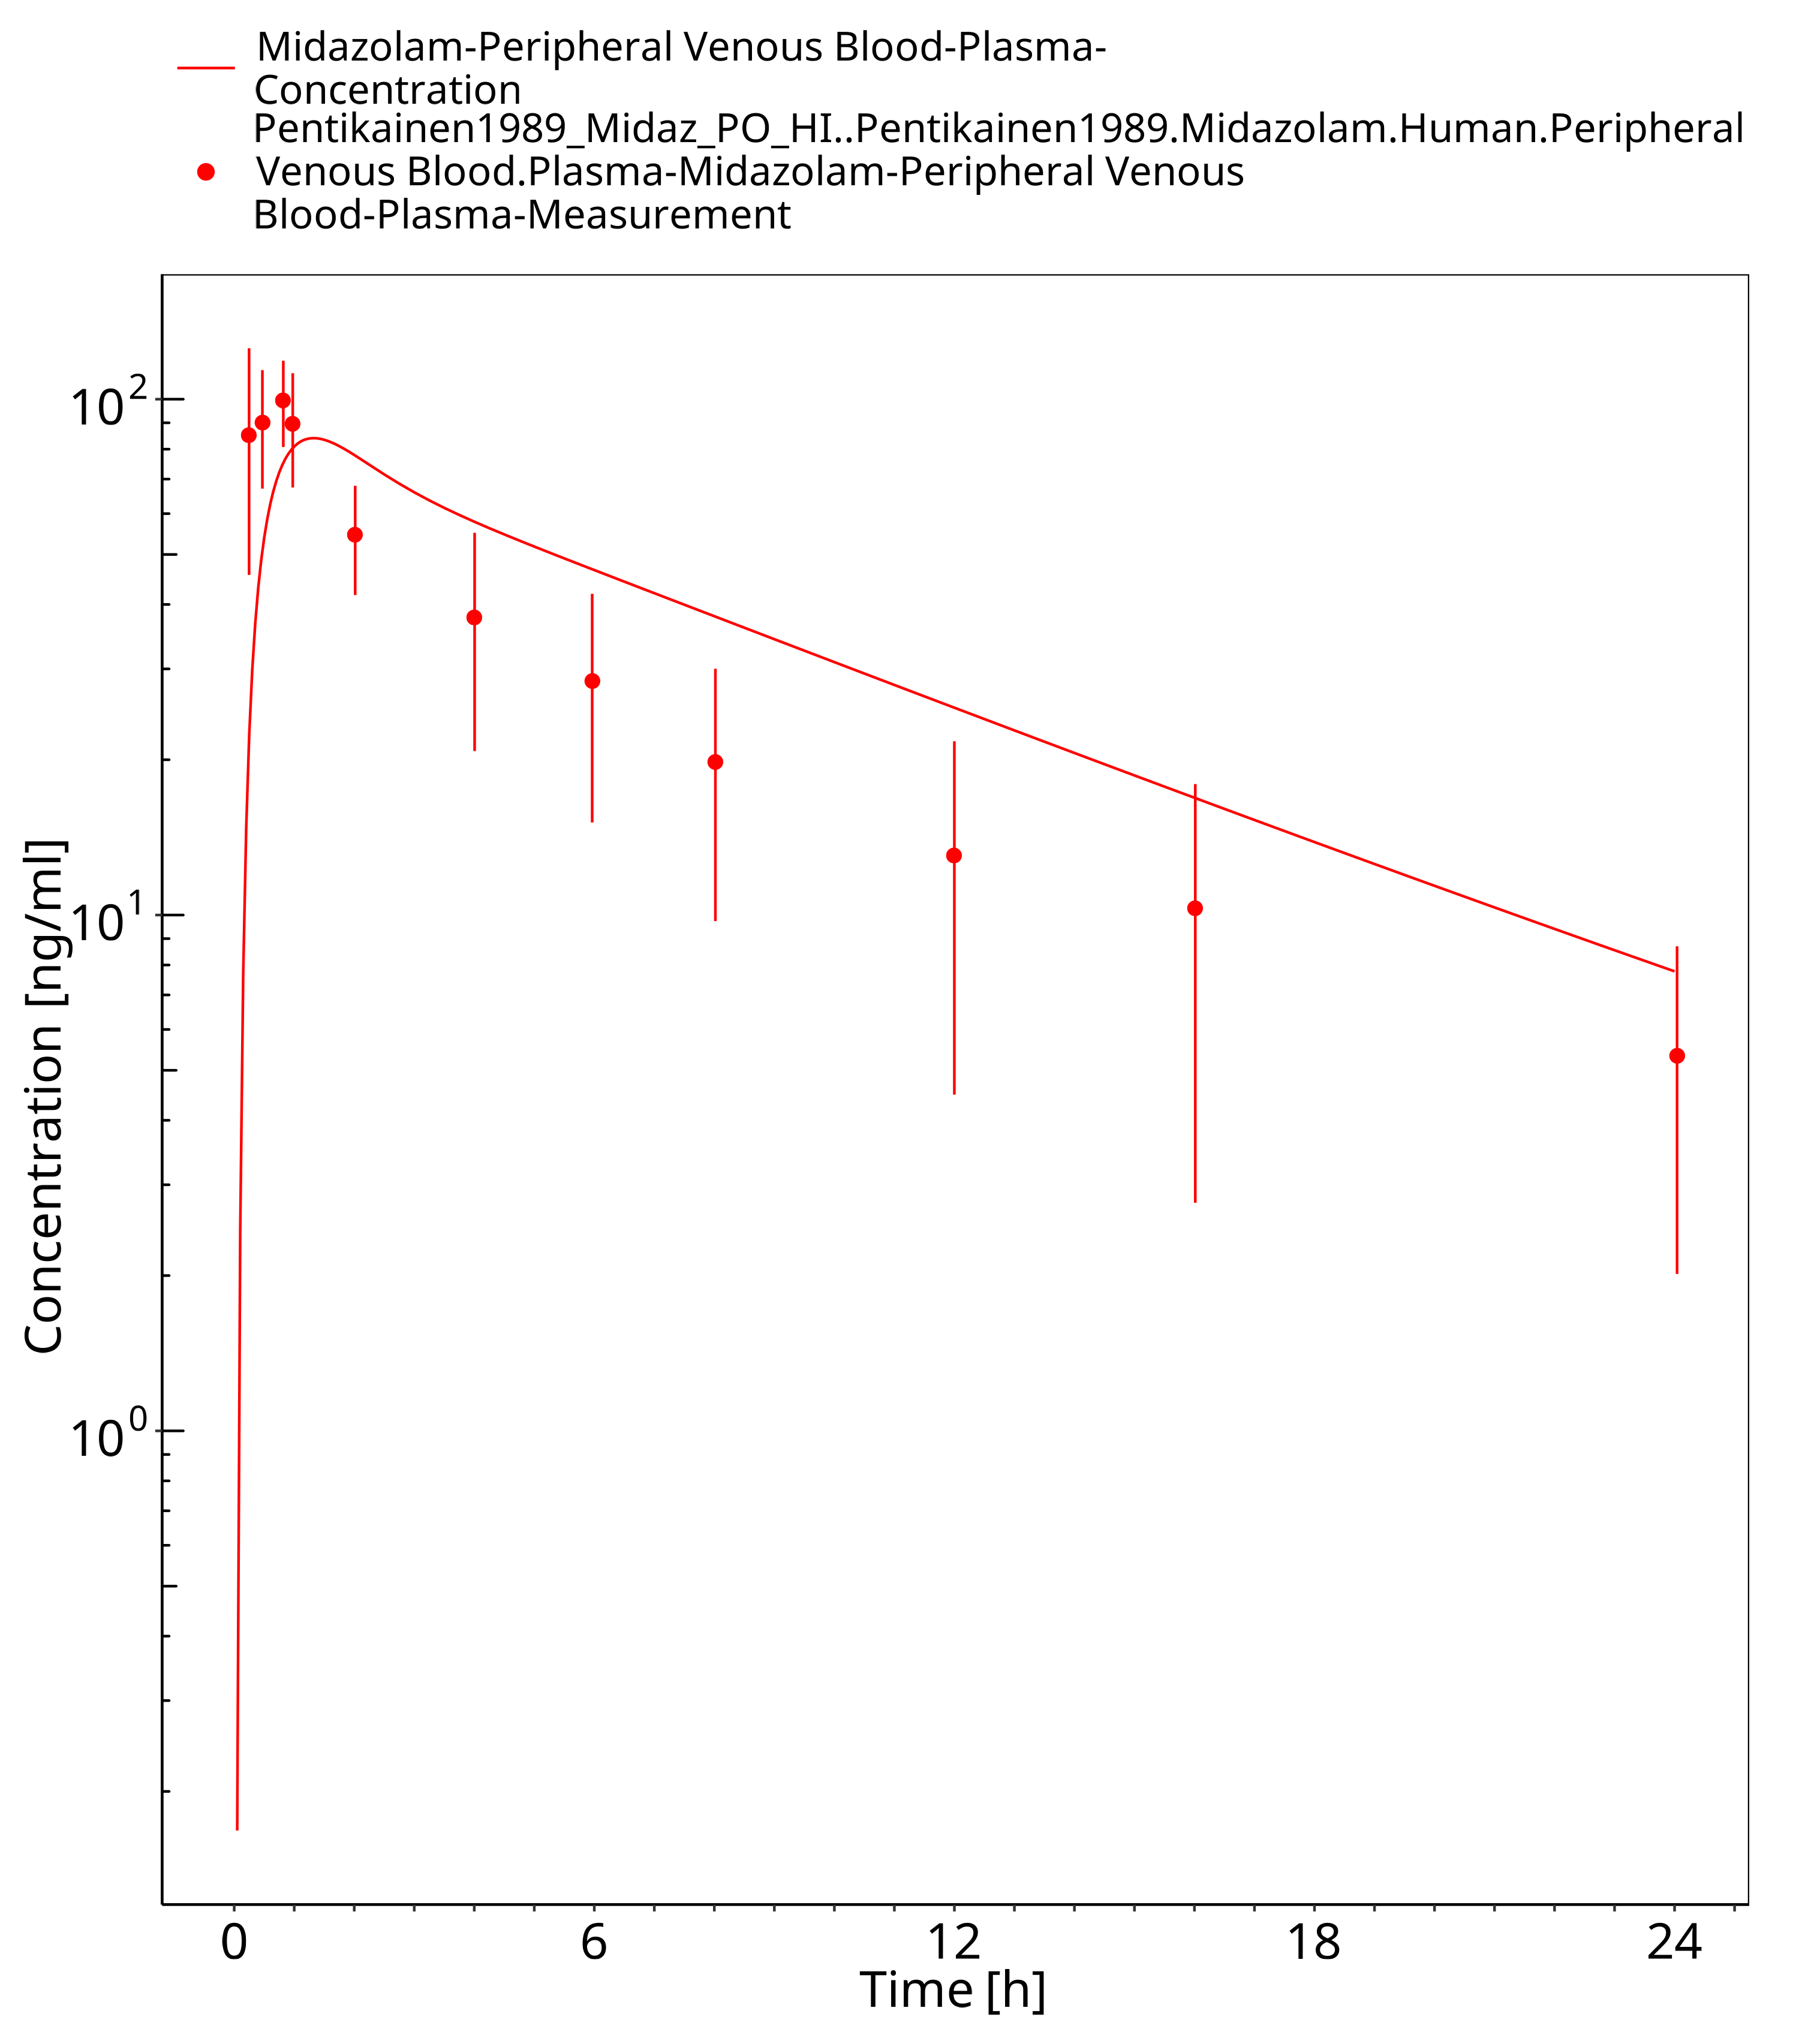 Midazolam-Peripheral Venous Blood-Plasma-
Concentration
Pentikainen1989_Midaz_PO_HI..Pentikainen1989.Midazolam.Human.Peripheral
Venous Blood.Plasma-Midazolam-Peripheral Venous
Blood-Plasma-Measurement
10^2
10^1
10^0
Concentration [ng/ml]
0 6 12 18 24
Time [h]